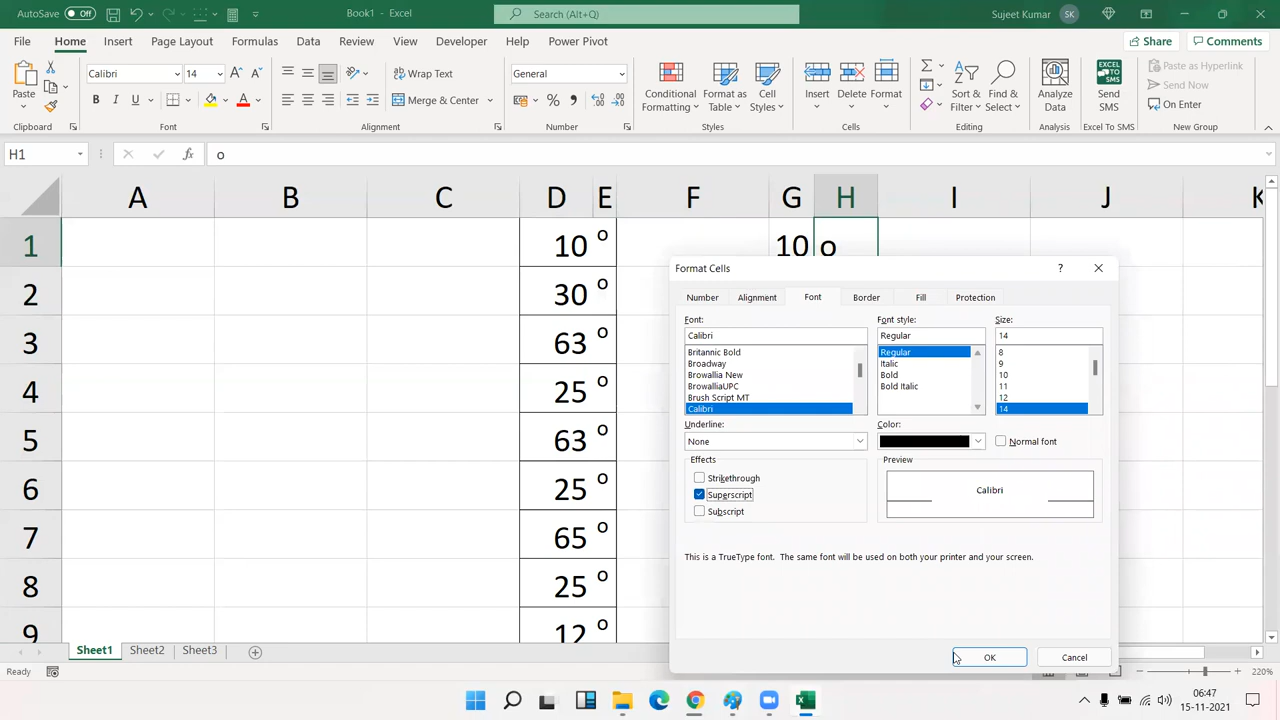 AutoSave Off Book1 - Excel Search (Alt+Q) Sujeet Kumar SK
File Home Insert Page Layout Formulas Data Review View Developer Help Power Pivot Share Comments
Paste Calibri 14 B I U A Wrap Text Merge & Center General % Conditional Formatting Format as Table Cell Styles Insert Delete Format Sort & Filter Find & Select Analyze Data Send SMS Paste as Hyperlink Send Now On Enter
Clipboard Font Alignment Number Styles Cells Editing Analysis Excel To SMS New Group
H1 fx o
A B C D E F G H I J K
1 10 o 10 o
2 30 o
3 63 o
4 25 o
5 63 o
6 25 o
7 65 o
8 25 o
9 12 o
Format Cells ?
Number Alignment Font Border Fill Protection
Font: Font style: Size:
Calibri Regular 14
Britannic Bold Regular 8
Broadway Italic 9
Browallia New Bold 10
BrowalliaUPC Bold Italic 11
Brush Script MT 12
Calibri 14
Underline: Color:
None Normal font
Effects Preview
Strikethrough
Superscript
Subscript
Calibri
This is a TrueType font. The same font will be used on both your printer and your screen.
OK Cancel
Sheet1 Sheet2 Sheet3
Ready 220%
06:47
15-11-2021